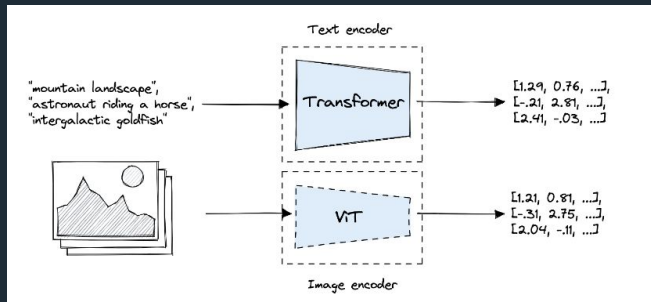 Text encoder
"mountain landscape",
"astronaut riding a horse",
"intergalactic goldfish"
Transformer
[1.29, 0.76, ...],
[-.21, 2.81, ...],
[2.41, -.03, ...]
ViT
[1.21, 0.81, ...],
[-.31, 2.75, ...],
[2.04, -.11, ...]
Image encoder